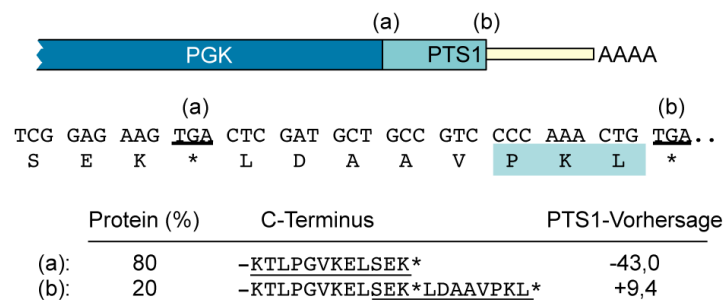 (a) (b)
PGK PTS1 AAAA
(a) (b)
TCG GAG AAG TGA CTC GAT GCT GCC GTC CCC AAA CTG TGA..
S E K * L D A A V P K L *
Protein (%) C-Terminus PTS1-Vorhersage
(a): 80 –KTLPGVKELSEK* -43,0
(b): 20 –KTLPGVKELSEK*LDAAVPKL* +9,4